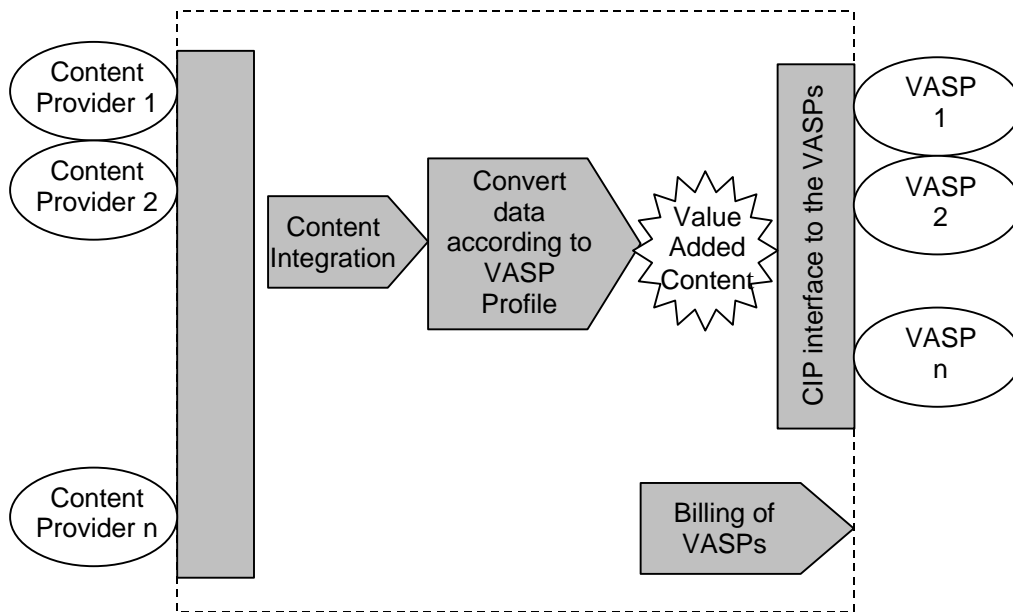 Content
Provider 1
Content
Provider 2
Content
Provider n
Content
Integration
Convert
data
according to
VASP
Profile
Value
Added
Content
CIP interface to the VASPs
VASP
1
VASP
2
VASP
n
Billing of
VASPs